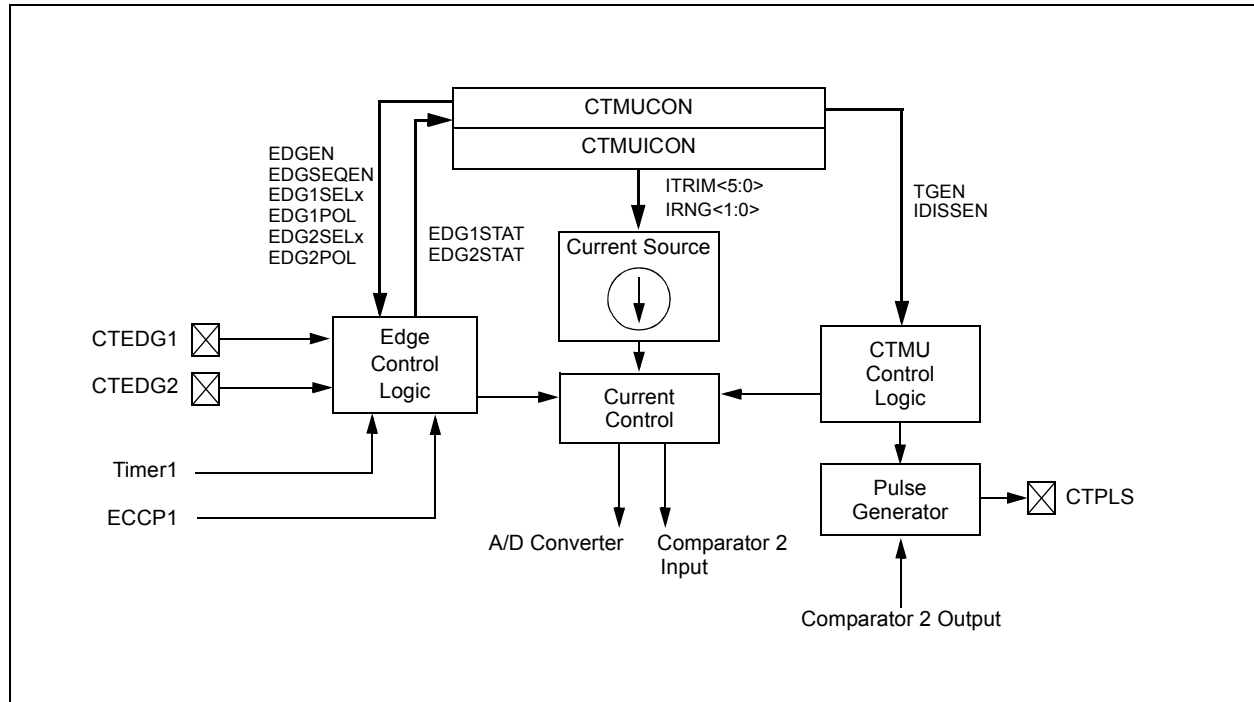 CTMUCON
CTMUICON
EDGEN
EDGSEQEN
EDG1SELx
EDG1POL
EDG2SELx
EDG2POL
EDG1STAT
EDG2STAT
ITRIM<5:0>
IRNG<1:0>
TGEN
IDISSEN
Current Source
CTEDG1
CTEDG2
Edge
Control
Logic
Current
Control
CTMU
Control
Logic
Timer1
ECCP1
Pulse
Generator
CTPLS
A/D Converter
Comparator 2
Input
Comparator 2 Output